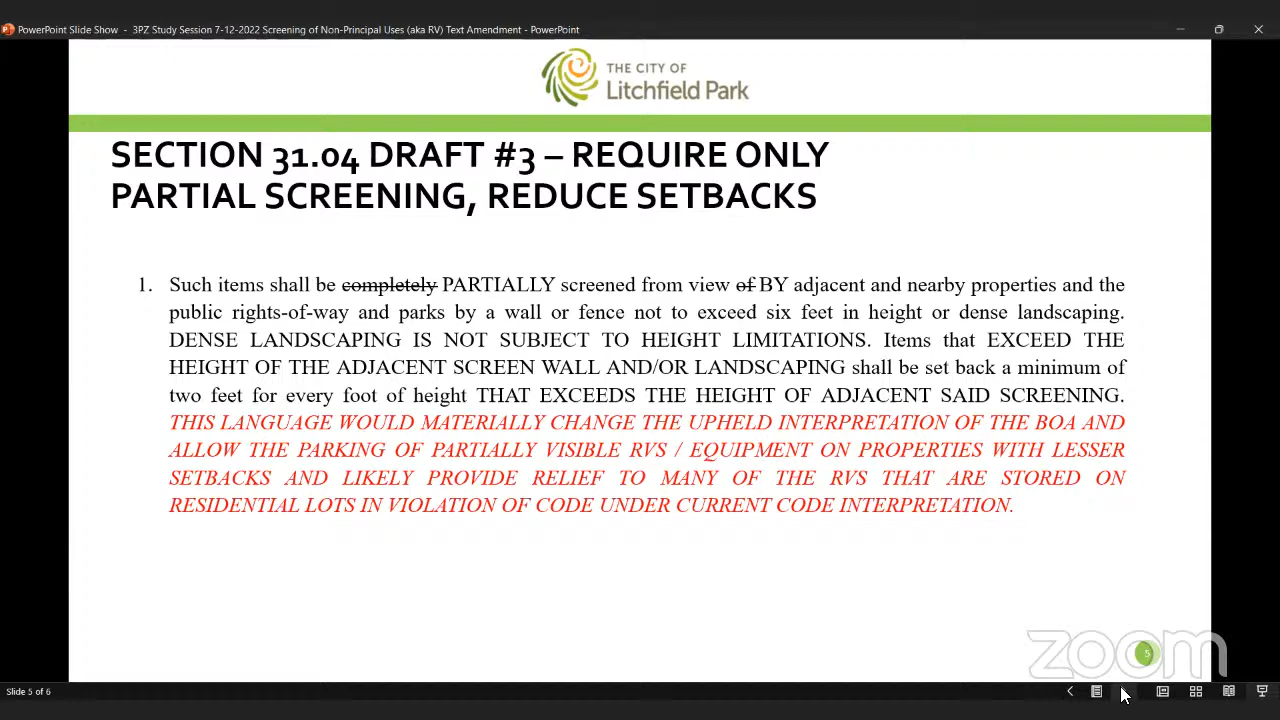 PowerPoint Slide Show - 3PZ Study Session 7-12-2022 Screening of Non-Principal Uses (aka RV) Text Amendment - PowerPoint
THE CITY OF
Litchfield Park
SECTION 31.04 DRAFT #3 – REQUIRE ONLY
PARTIAL SCREENING, REDUCE SETBACKS
1. Such items shall be completely PARTIALLY screened from view of BY adjacent and nearby properties and the
public rights-of-way and parks by a wall or fence not to exceed six feet in height or dense landscaping.
DENSE LANDSCAPING IS NOT SUBJECT TO HEIGHT LIMITATIONS. Items that EXCEED THE
HEIGHT OF THE ADJACENT SCREEN WALL AND/OR LANDSCAPING shall be set back a minimum of
two feet for every foot of height THAT EXCEEDS THE HEIGHT OF ADJACENT SAID SCREENING.
THIS LANGUAGE WOULD MATERIALLY CHANGE THE UPHELD INTERPRETATION OF THE BOA AND
ALLOW THE PARKING OF PARTIALLY VISIBLE RVS / EQUIPMENT ON PROPERTIES WITH LESSER
SETBACKS AND LIKELY PROVIDE RELIEF TO MANY OF THE RVS THAT ARE STORED ON
RESIDENTIAL LOTS IN VIOLATION OF CODE UNDER CURRENT CODE INTERPRETATION.
zoom
5
Slide 5 of 6